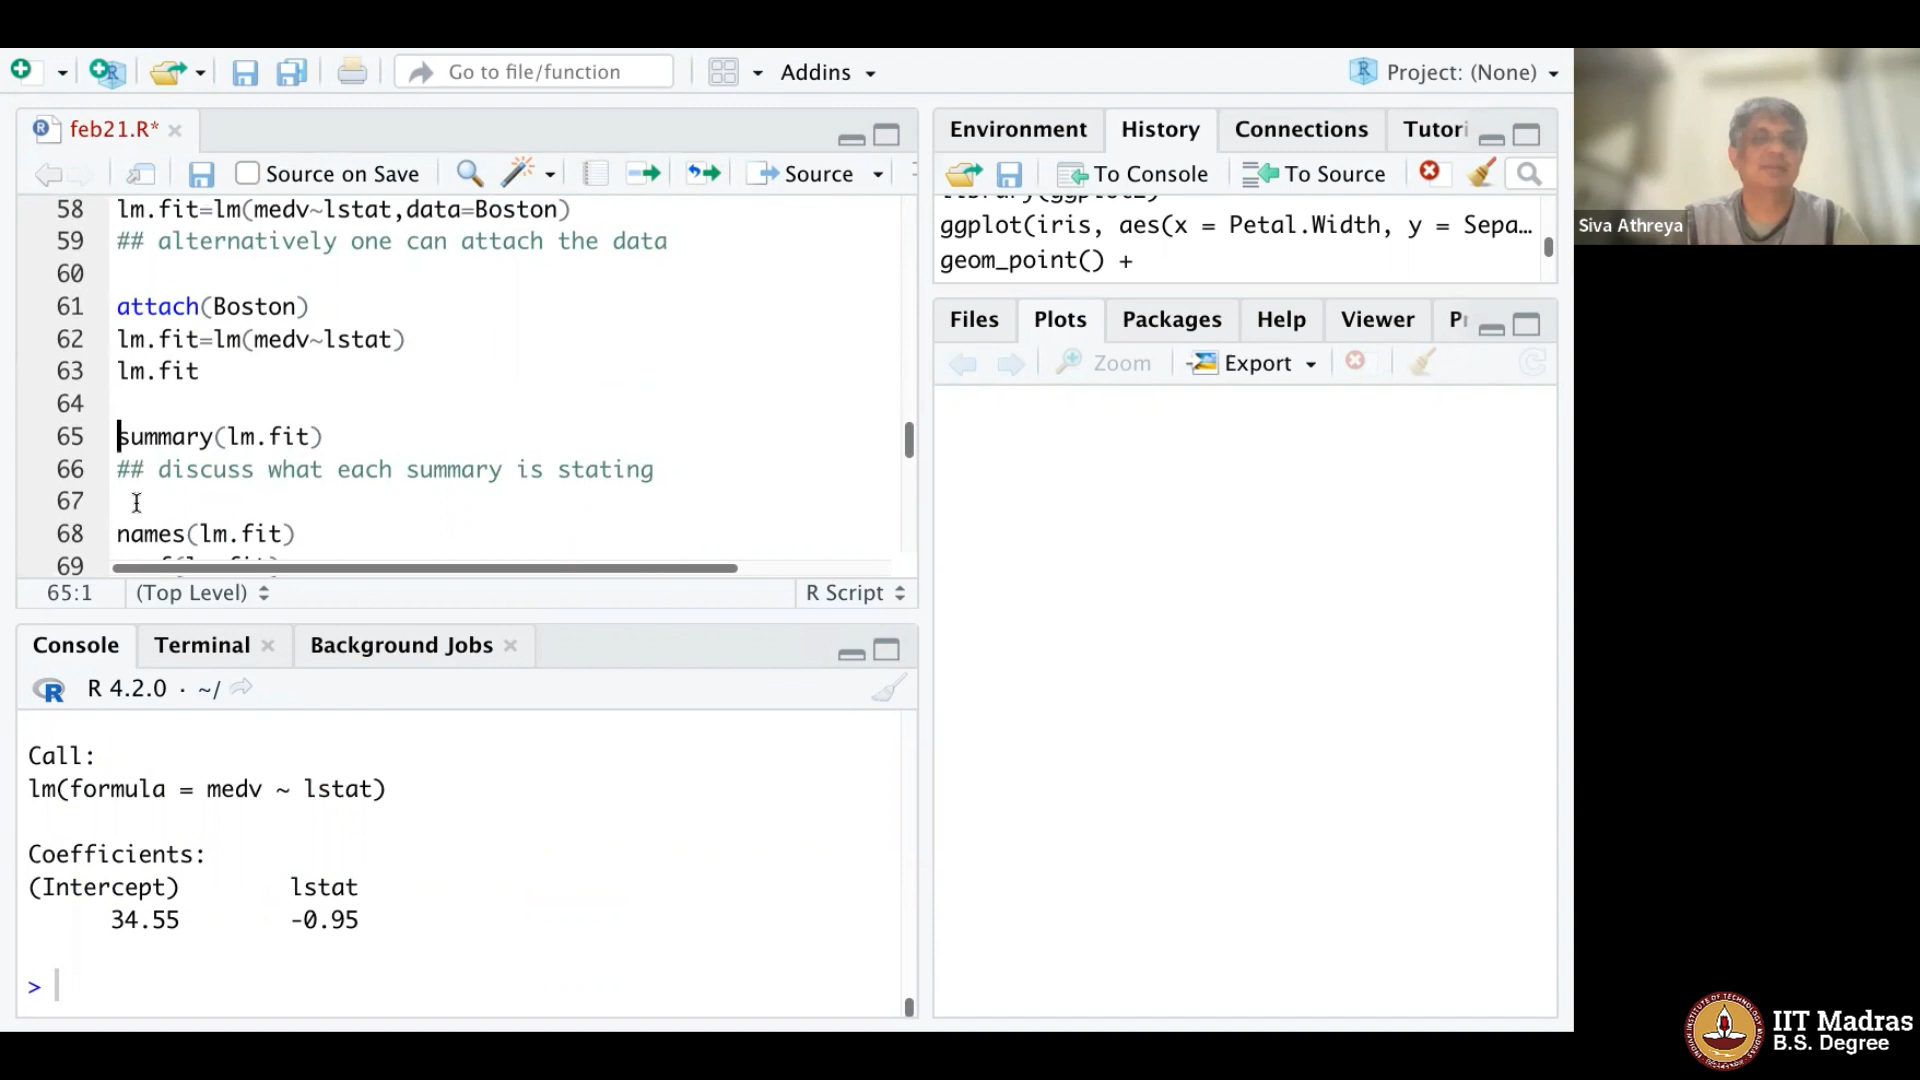 Go to file/function
Addins
Project: (None)
feb21.R*
Source on Save
Source
58 lm.fit=lm(medv~lstat,data=Boston)
59 ## alternatively one can attach the data
60
61 attach(Boston)
62 lm.fit=lm(medv~lstat)
63 lm.fit
64
65 summary(lm.fit)
66 ## discuss what each summary is stating
67
68 names(lm.fit)
69
65:1 (Top Level) R Script
Console Terminal Background Jobs
R 4.2.0 · ~/
Call:
lm(formula = medv ~ lstat)
Coefficients:
(Intercept) lstat
34.55 -0.95
>
Environment History Connections Tutori
To Console To Source
library(ggplot2)
ggplot(iris, aes(x = Petal.Width, y = Sepa...
geom_point() +
Files Plots Packages Help Viewer
Zoom Export
Siva Athreya
IIT Madras
B.S. Degree